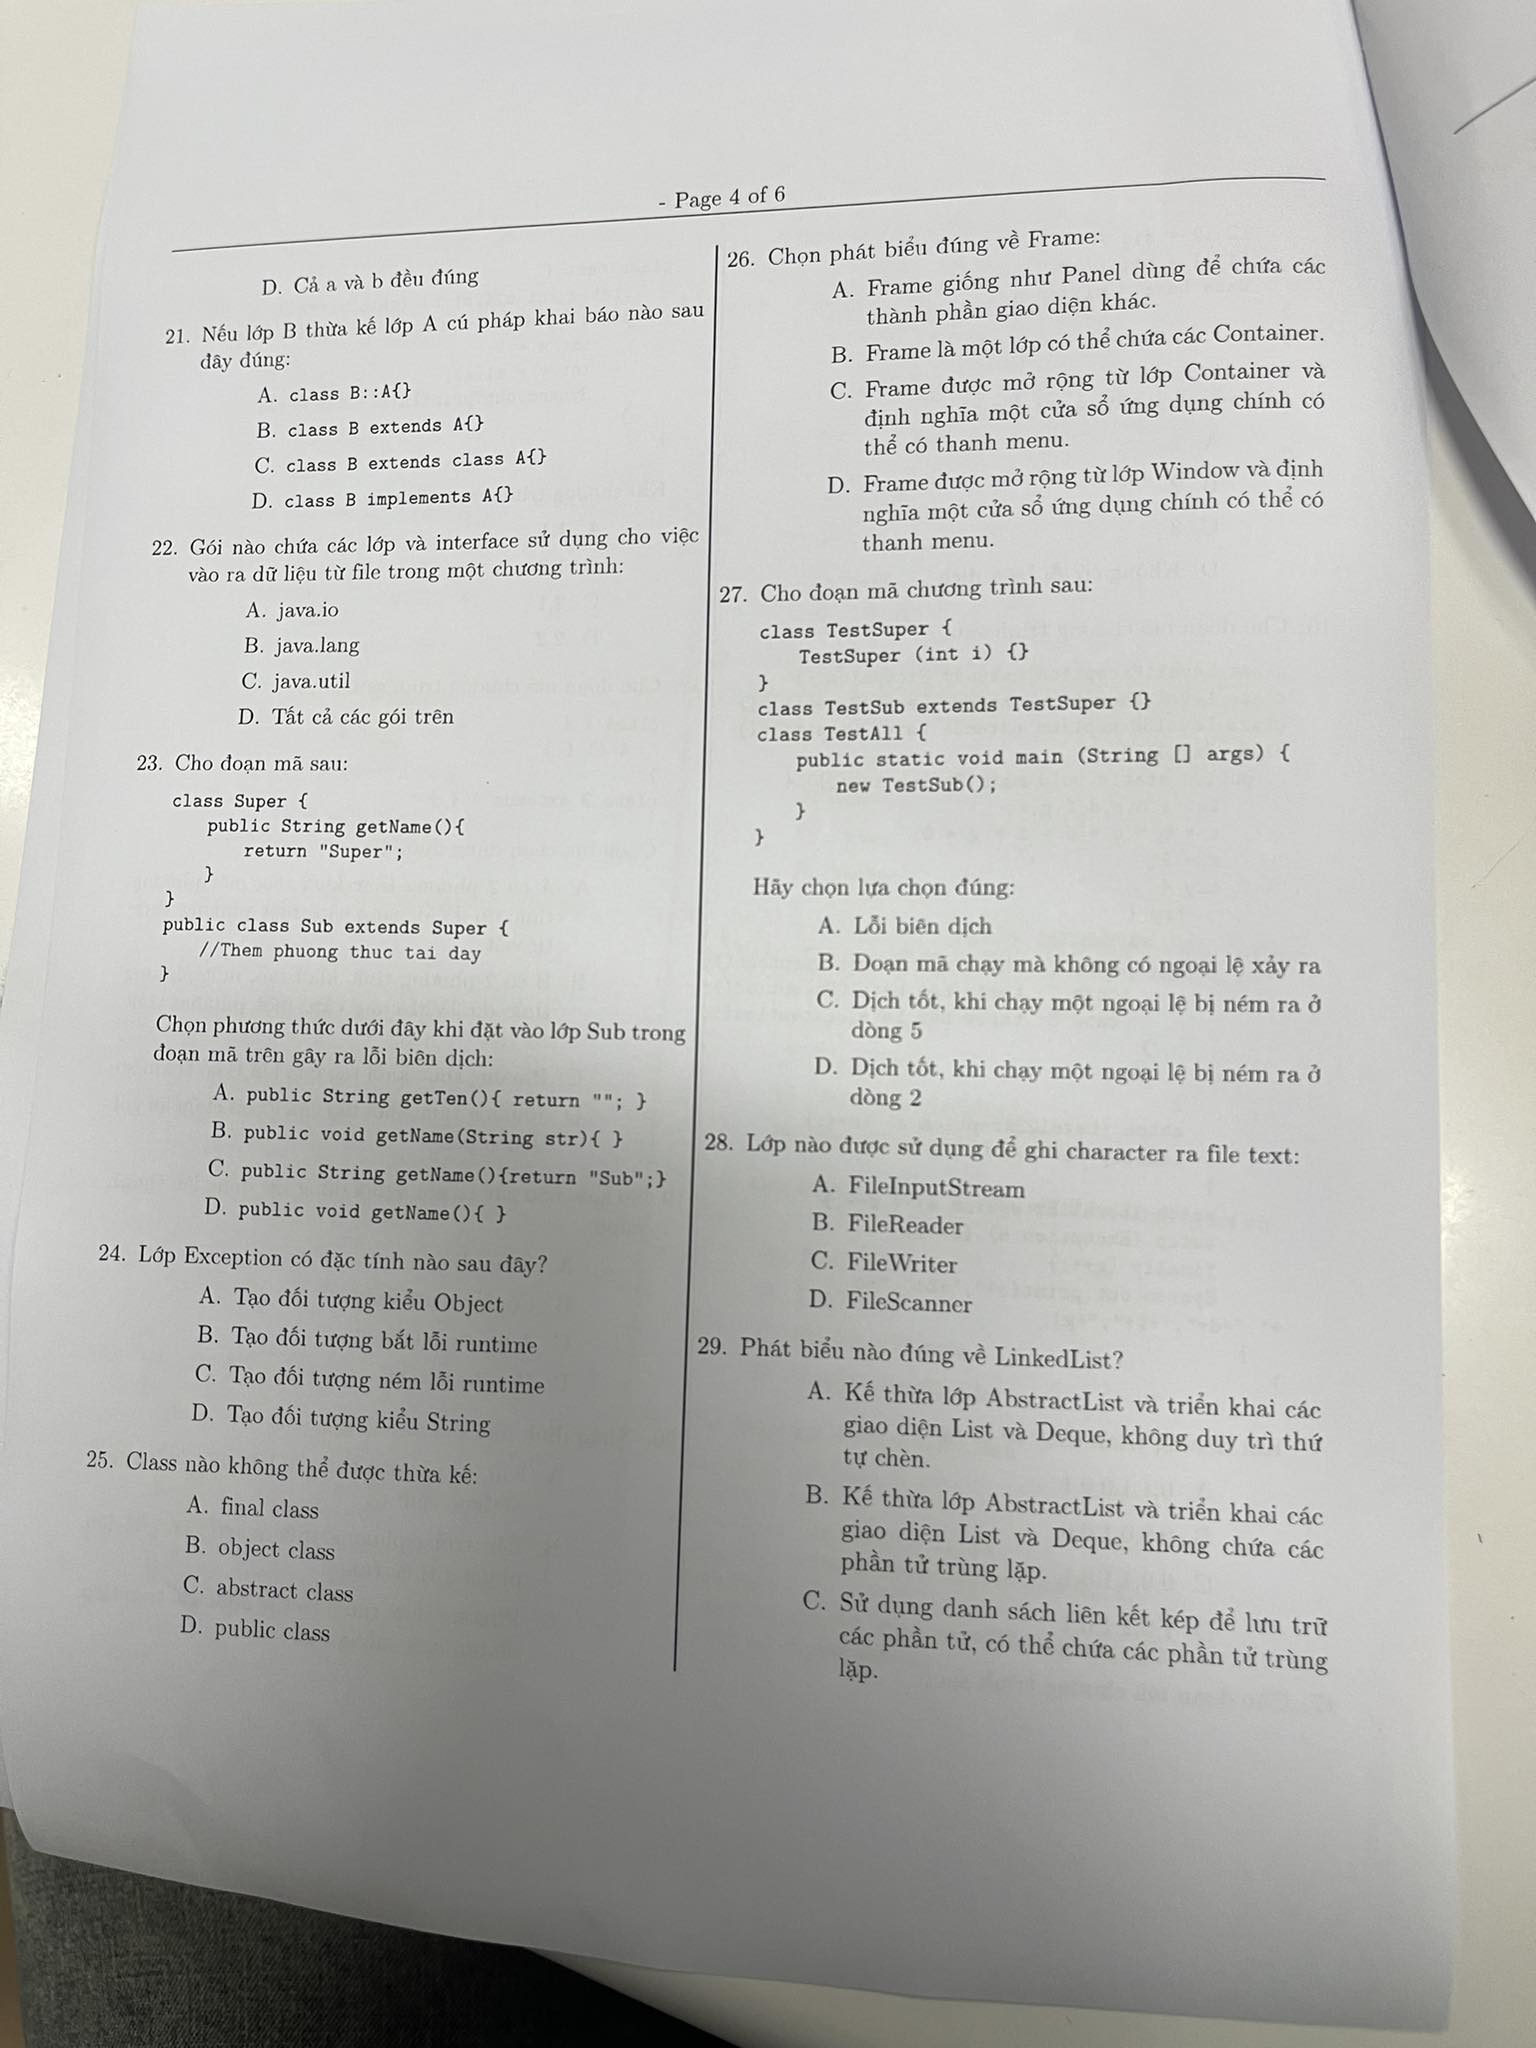 - Page 4 of 6
D. Cả a và b đều đúng
21. Nếu lớp B thừa kế lớp A cú pháp khai báo nào sau
đây đúng:
A. class B::A{}
B. class B extends A{}
C. class B extends class A{}
D. class B implements A{}
22. Gói nào chứa các lớp và interface sử dụng cho việc
vào ra dữ liệu từ file trong một chương trình:
A. java.io
B. java.lang
C. java.util
D. Tất cả các gói trên
23. Cho đoạn mã sau:
class Super {
public String getName(){
return "Super";
}
}
public class Sub extends Super {
//Them phuong thuc tai day
}
Chọn phương thức dưới đây khi đặt vào lớp Sub trong
đoạn mã trên gây ra lỗi biên dịch:
A. public String getTen(){ return ""; }
B. public void getName(String str){ }
C. public String getName(){return "Sub";}
D. public void getName(){ }
24. Lớp Exception có đặc tính nào sau đây?
A. Tạo đối tượng kiểu Object
B. Tạo đối tượng bắt lỗi runtime
C. Tạo đối tượng ném lỗi runtime
D. Tạo đối tượng kiểu String
25. Class nào không thể được thừa kế:
A. final class
B. object class
C. abstract class
D. public class
26. Chọn phát biểu đúng về Frame:
A. Frame giống như Panel dùng để chứa các
thành phần giao diện khác.
B. Frame là một lớp có thể chứa các Container.
C. Frame được mở rộng từ lớp Container và
định nghĩa một cửa sổ ứng dụng chính có
thể có thanh menu.
D. Frame được mở rộng từ lớp Window và định
nghĩa một cửa sổ ứng dụng chính có thể có
thanh menu.
27. Cho đoạn mã chương trình sau:
class TestSuper {
TestSuper (int i) {}
}
class TestSub extends TestSuper {}
class TestAll {
public static void main (String [] args) {
new TestSub();
}
}
Hãy chọn lựa chọn đúng:
A. Lỗi biên dịch
B. Đoạn mã chạy mà không có ngoại lệ xảy ra
C. Dịch tốt, khi chạy một ngoại lệ bị ném ra ở
dòng 5
D. Dịch tốt, khi chạy một ngoại lệ bị ném ra ở
dòng 2
28. Lớp nào được sử dụng để ghi character ra file text:
A. FileInputStream
B. FileReader
C. FileWriter
D. FileScanner
29. Phát biểu nào đúng về LinkedList?
A. Kế thừa lớp AbstractList và triển khai các
giao diện List và Deque, không duy trì thứ
tự chèn.
B. Kế thừa lớp AbstractList và triển khai các
giao diện List và Deque, không chứa các
phần tử trùng lặp.
C. Sử dụng danh sách liên kết kép để lưu trữ
các phần tử, có thể chứa các phần tử trùng
lặp.